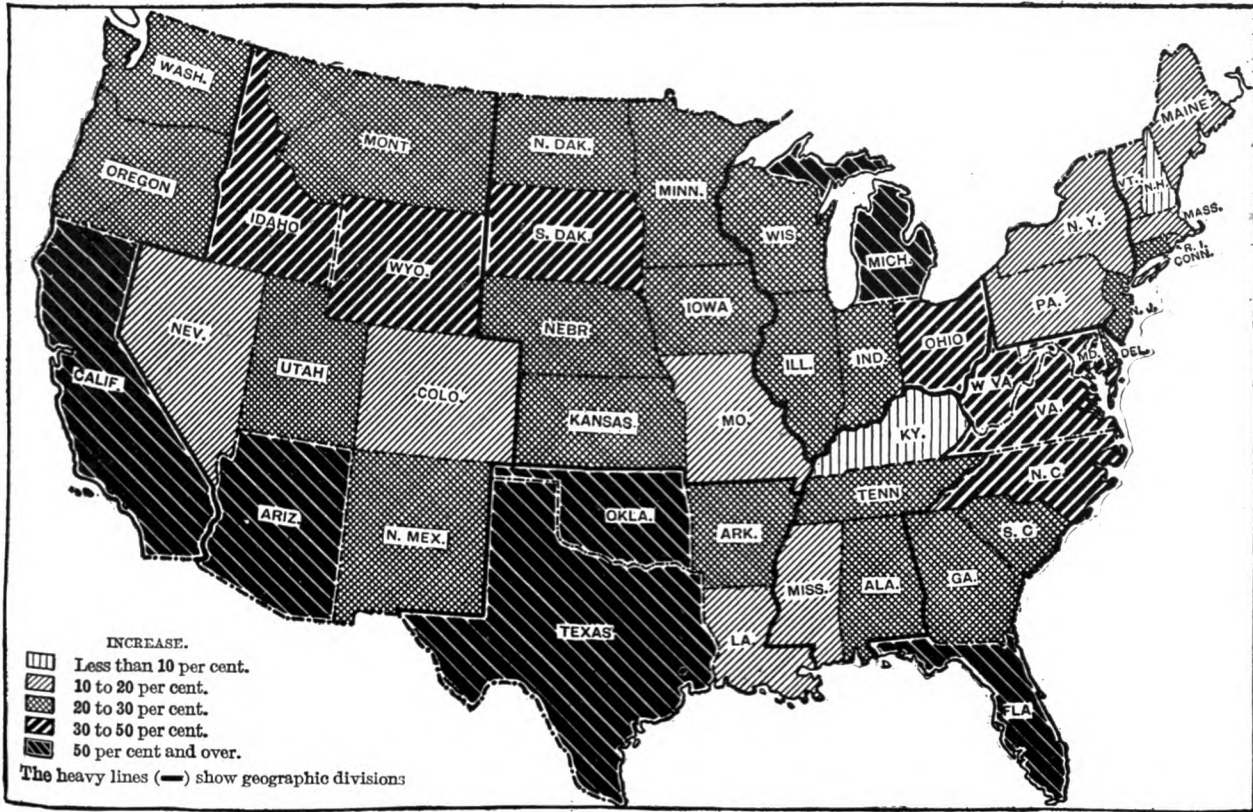 WASH.
MONT
N. DAK.
MINN.
MAINE
OREGON
IDAHO
S. DAK.
WIS
VT.
N.H.
MASS.
WYO.
MICH.
N. Y.
R. I.
CONN.
NEV.
NEBR
IOWA
PA.
N. J.
UTAH
COLO.
ILL.
IND.
OHIO
MD.
DEL.
CALIF.
KANSAS.
MO.
KY.
W VA
VA.
ARIZ.
N. MEX.
OKLA.
ARK.
TENN
N. C
S. C
TEXAS
LA.
MISS.
ALA.
GA.
FLA.
INCREASE.
Less than 10 per cent.
10 to 20 per cent.
20 to 30 per cent.
30 to 50 per cent.
50 per cent and over.
The heavy lines (━) show geographic divisions